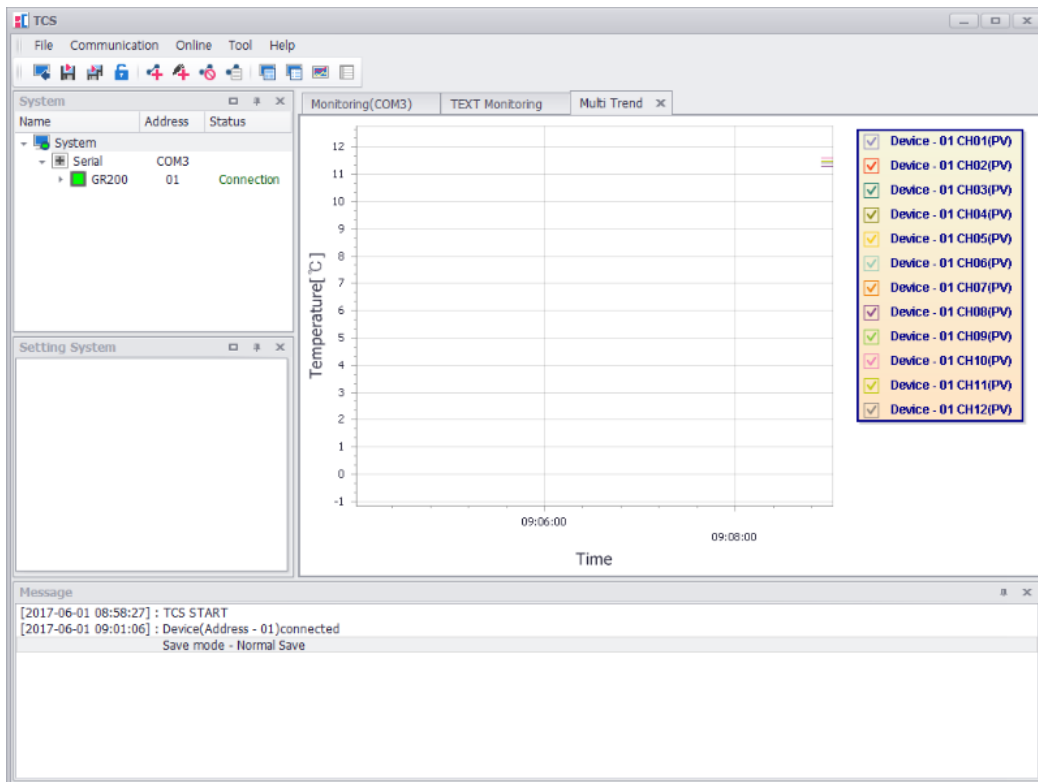 TCS
File Communication Online Tool Help
System
Name Address Status
System
Serial COM3
GR200 01 Connection
Setting System
Monitoring(COM3) TEXT Monitoring Multi Trend
12
11
10
9
8
7
6
5
4
3
2
1
0
-1
Temperature[℃]
09:06:00
09:08:00
Time
Device - 01 CH01(PV)
Device - 01 CH02(PV)
Device - 01 CH03(PV)
Device - 01 CH04(PV)
Device - 01 CH05(PV)
Device - 01 CH06(PV)
Device - 01 CH07(PV)
Device - 01 CH08(PV)
Device - 01 CH09(PV)
Device - 01 CH10(PV)
Device - 01 CH11(PV)
Device - 01 CH12(PV)
Message
[2017-06-01 08:58:27] : TCS START
[2017-06-01 09:01:06] : Device(Address - 01)connected
Save mode - Normal Save